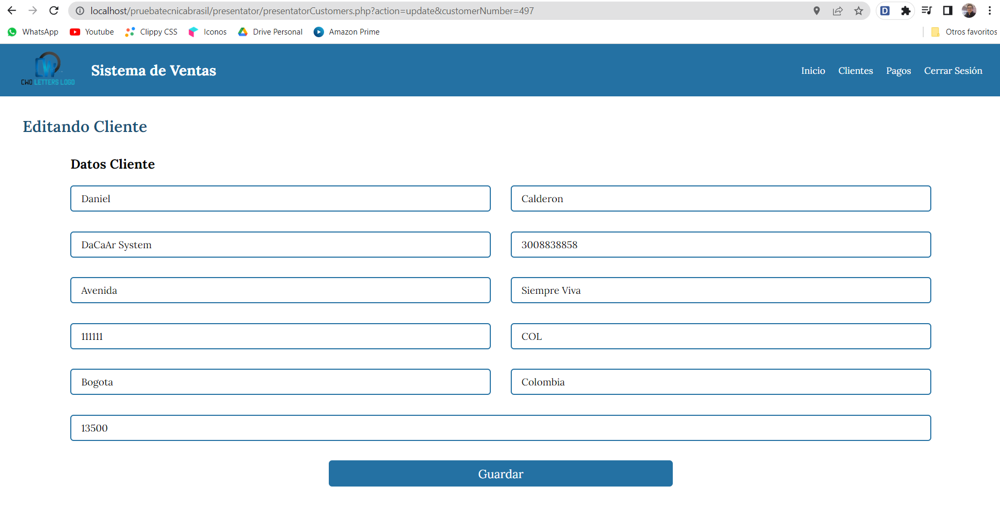 localhost/pruebatecnicabrasil/presentator/presentatorCustomers.php?action=update&customerNumber=497
D
WhatsApp Youtube Clippy CSS Iconos Drive Personal Amazon Prime Otros favoritos
CWO LETTERS LOGO
Sistema de Ventas
Inicio Clientes Pagos Cerrar Sesión
Editando Cliente
Datos Cliente
Daniel Calderon
DaCaAr System 3008838858
Avenida Siempre Viva
111111 COL
Bogota Colombia
13500
Guardar